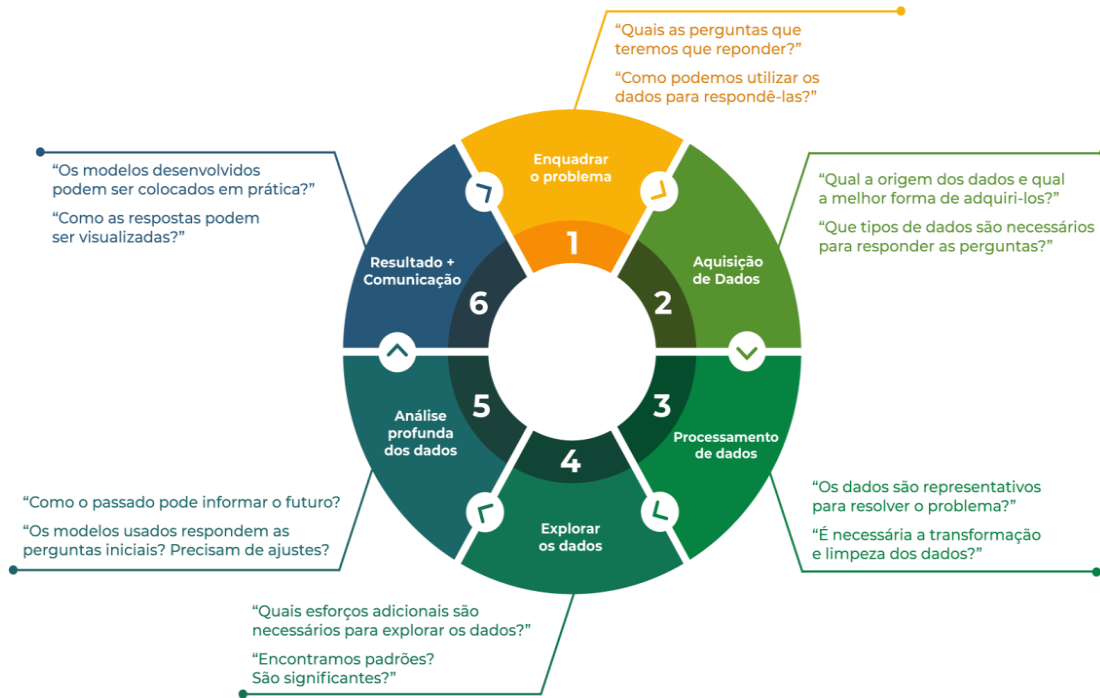 “Quais as perguntas que
teremos que reponder?”
“Como podemos utilizar os
dados para respondê-las?”
Enquadrar
o problema
1
“Qual a origem dos dados e qual
a melhor forma de adquiri-los?”
“Que tipos de dados são necessários
para responder as perguntas?”
Aquisição
de Dados
2
Processamento
de dados
3
“Os dados são representativos
para resolver o problema?”
“É necessária a transformação
e limpeza dos dados?”
4
Explorar
os dados
“Quais esforços adicionais são
necessários para explorar os dados?”
“Encontramos padrões?
São significantes?”
5
Análise
profunda
dos dados
“Como o passado pode informar o futuro?
“Os modelos usados respondem as
perguntas iniciais? Precisam de ajustes?
6
Resultado +
Comunicação
“Os modelos desenvolvidos
podem ser colocados em prática?”
“Como as respostas podem
ser visualizadas?”